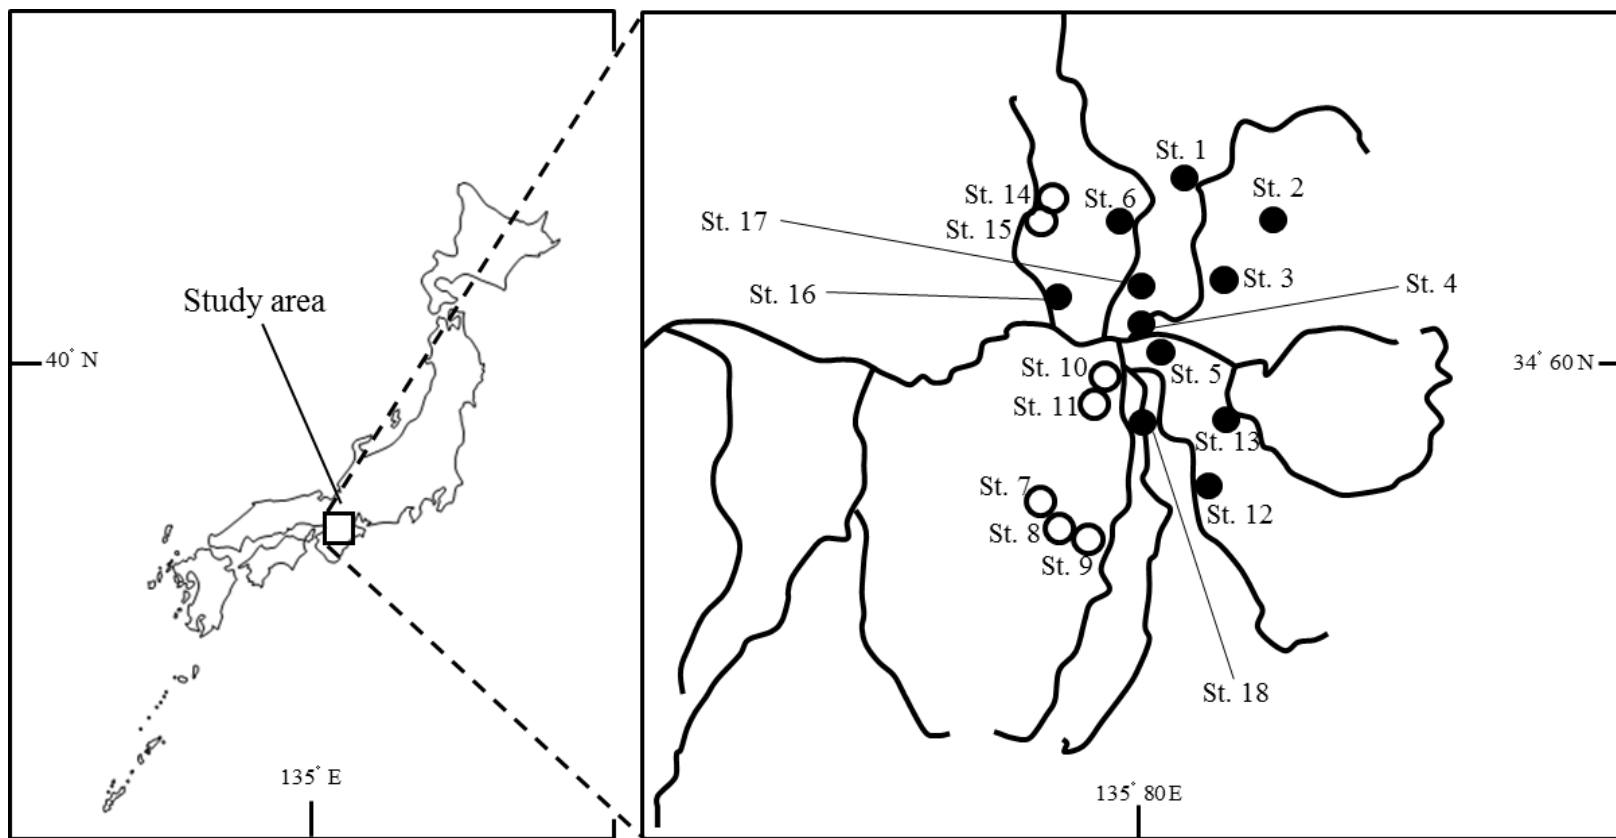 Study area
40° N
135° E
St. 1
St. 2
St. 14
St. 6
St. 17
St. 15
St. 3
St. 4
St. 16
St. 10
St. 5
34° 60 N
St. 11
St. 13
St. 7
St. 12
St. 8
St. 9
St. 18
135° 80 E